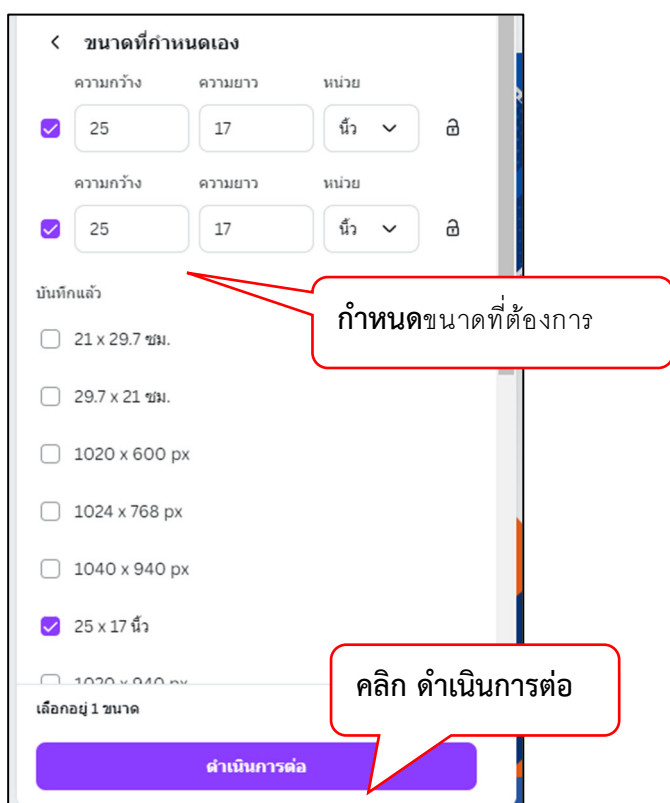 ขนาดที่กำหนดเอง
ความกว้าง ความยาว หน่วย
25 17 นิ้ว
ความกว้าง ความยาว หน่วย
25 17 นิ้ว
บันทึกแล้ว
กำหนดขนาดที่ต้องการ
21 x 29.7 ซม.
29.7 x 21 ซม.
1020 x 600 px
1024 x 768 px
1040 x 940 px
25 x 17 นิ้ว
1020 x 940 px
คลิก ดำเนินการต่อ
เลือกอยู่ 1 ขนาด
ดำเนินการต่อ